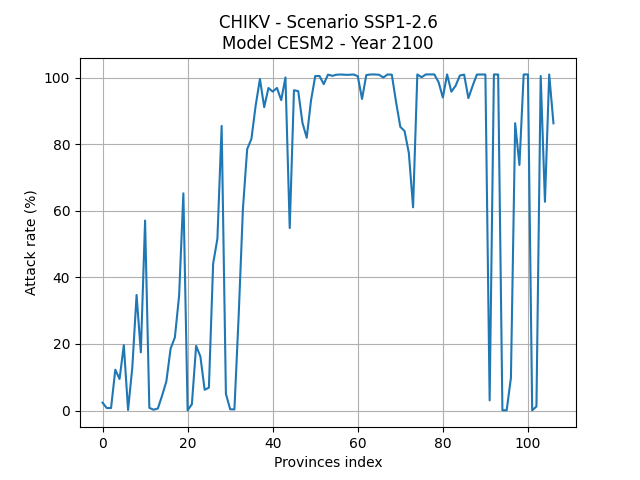 CHIKV - Scenario SSP1-2.6
Model CESM2 - Year 2100
100
80
60
40
20
0
Attack rate (%)
0 20 40 60 80 100
Provinces index